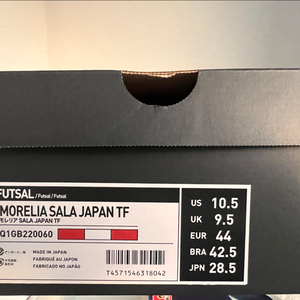 FUTSAL / Futsal / Futsal
MORELIA SALA JAPAN TF
モレリア SALA JAPAN TF
Q1GB220060
MADE IN JAPAN
FABRIQUÉ AU JAPON
FABRICADO NO JAPÃO
T4571546318042
US 10.5
UK 9.5
EUR 44
BRA 42.5
JPN 28.5